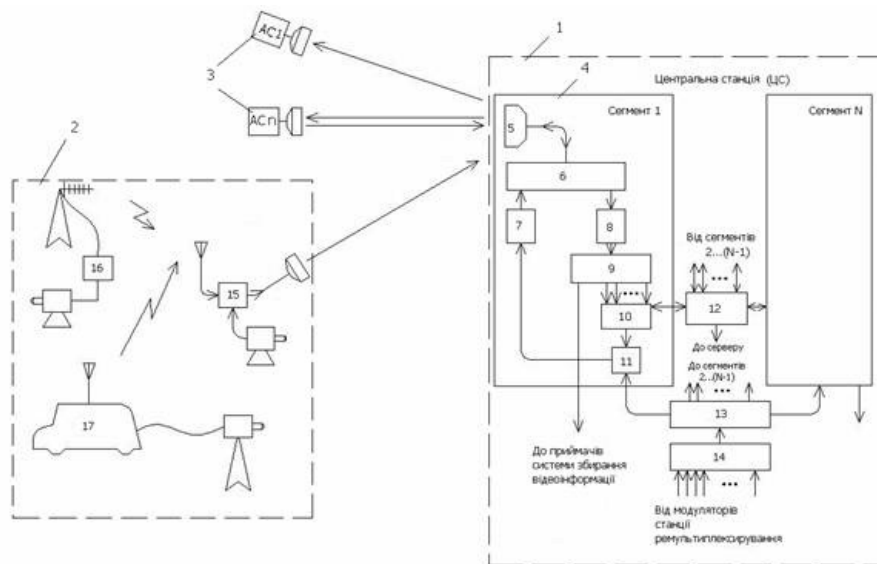 1
AC1
Центральна станція (ЦС)
3
4
Сегмент 1
Сегмент N
ACn
5
2
6
7
8
Від сегментів
2...(N-1)
16
9
15
10
12
До серверу
11
До сегментів
2...(N-1)
13
17
14
До приймачів
системи збирання
відеоінформації
Від модуляторів
станції
ремультиплексирування